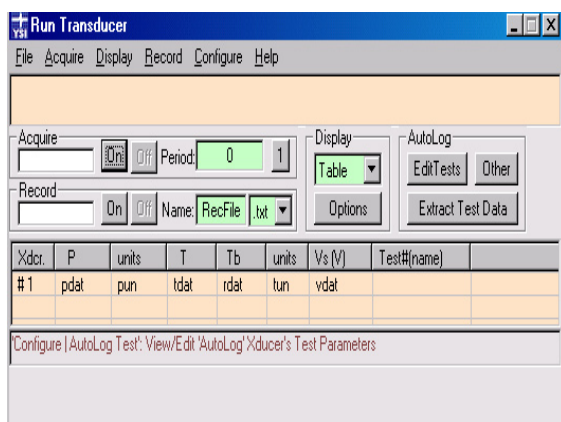 YSI Run Transducer
File Acquire Display Record Configure Help
Acquire
On Off Period: 0 1
Display
Table
Options
AutoLog
EditTests Other
Extract Test Data
Record
On Off Name: RecFile .txt
Xdcr. P units T Tb units Vs (V) Test#(name)
#1 pdat pun tdat rdat tun vdat
'Configure | AutoLog Test': View/Edit 'AutoLog' Xducer's Test Parameters